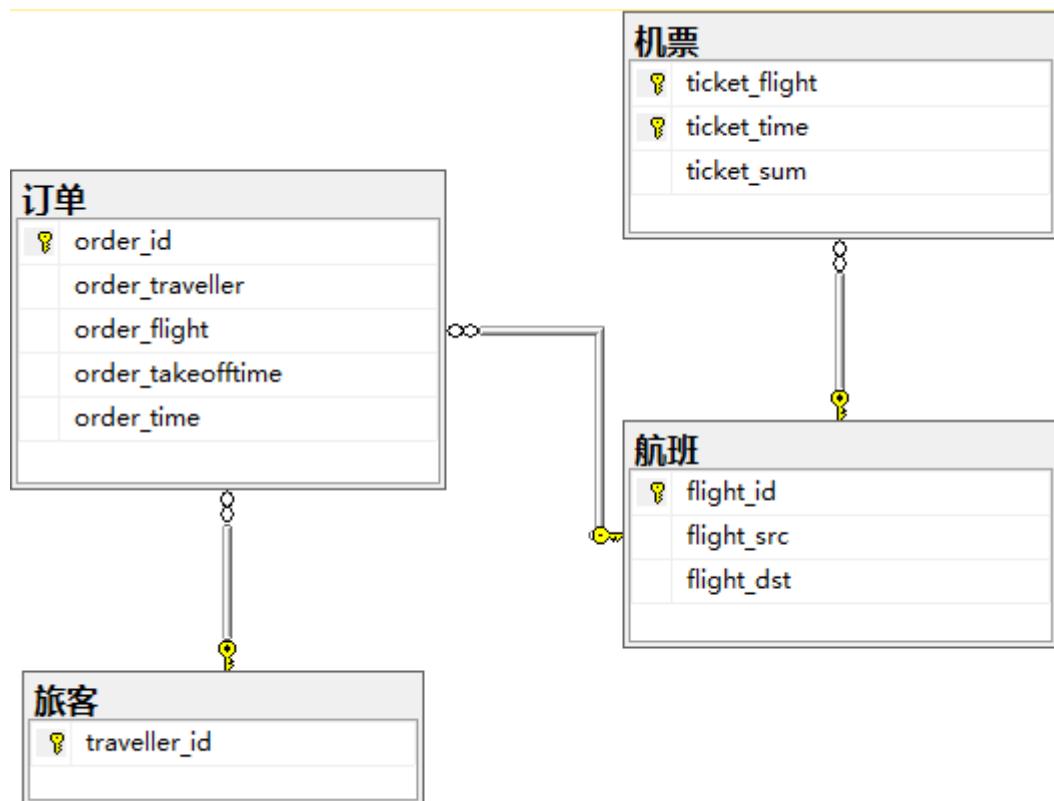 机票
ticket_flight
ticket_time
ticket_sum
订单
order_id
order_traveller
order_flight
order_takeofftime
order_time
航班
flight_id
flight_src
flight_dst
旅客
traveller_id